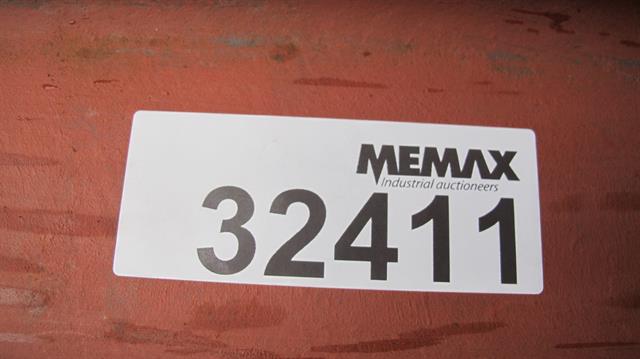 MEMAX
Industrial auctioneers
32411